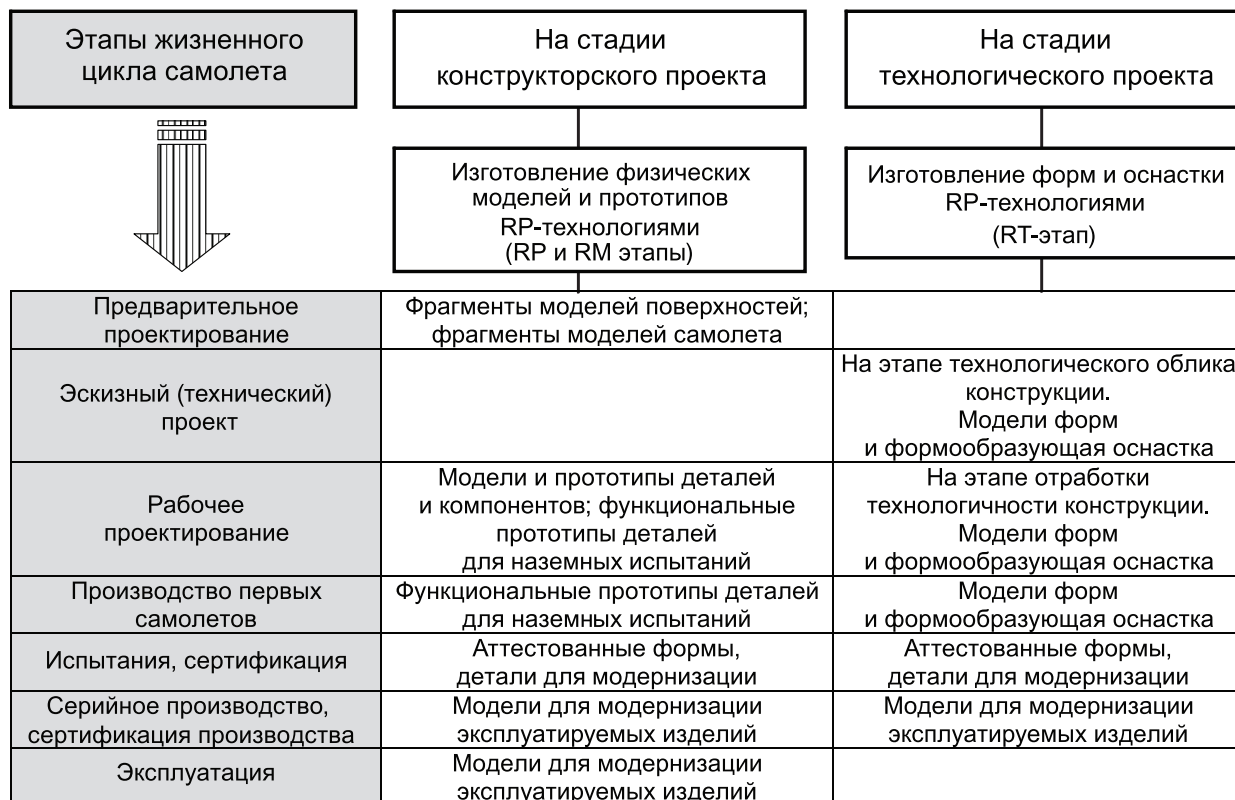 Этапы жизненного
цикла самолета
На стадии
конструкторского проекта
На стадии
технологического проекта
Изготовление физических
моделей и прототипов
RP-технологиями
(RP и RM этапы)
Изготовление форм и оснастки
RP-технологиями
(RT-этап)
Предварительное
проектирование
Фрагменты моделей поверхностей;
фрагменты моделей самолета
Эскизный (технический)
проект
На этапе технологического облика
конструкции.
Модели форм
и формообразующая оснастка
Рабочее
проектирование
Модели и прототипы деталей
и компонентов; функциональные
прототипы деталей
для наземных испытаний
На этапе отработки
технологичности конструкции.
Модели форм
и формообразующая оснастка
Производство первых
самолетов
Функциональные прототипы деталей
для наземных испытаний
Модели форм
и формообразующая оснастка
Испытания, сертификация
Аттестованные формы,
детали для модернизации
Аттестованные формы,
детали для модернизации
Серийное производство,
сертификация производства
Модели для модернизации
эксплуатируемых изделий
Модели для модернизации
эксплуатируемых изделий
Эксплуатация
Модели для модернизации
эксплуатируемых изделий